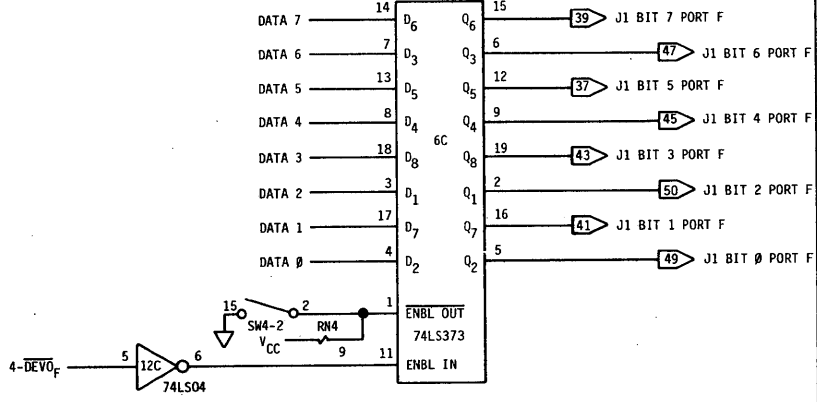 DATA 7 14 D6 Q6 15 39 J1 BIT 7 PORT F
DATA 6 7 D3 Q3 6 47 J1 BIT 6 PORT F
DATA 5 13 D5 Q5 12 37 J1 BIT 5 PORT F
DATA 4 8 D4 Q4 9 45 J1 BIT 4 PORT F
6C
DATA 3 18 D8 Q8 19 43 J1 BIT 3 PORT F
DATA 2 3 D1 Q1 2 50 J1 BIT 2 PORT F
DATA 1 17 D7 Q7 16 41 J1 BIT 1 PORT F
DATA Ø 4 D2 Q2 5 49 J1 BIT Ø PORT F
15 2 1 ENBL OUT
SW4-2 RN4 74LS373
VCC 9
4-DEVOF 5 12C 6 11 ENBL IN
74LS04